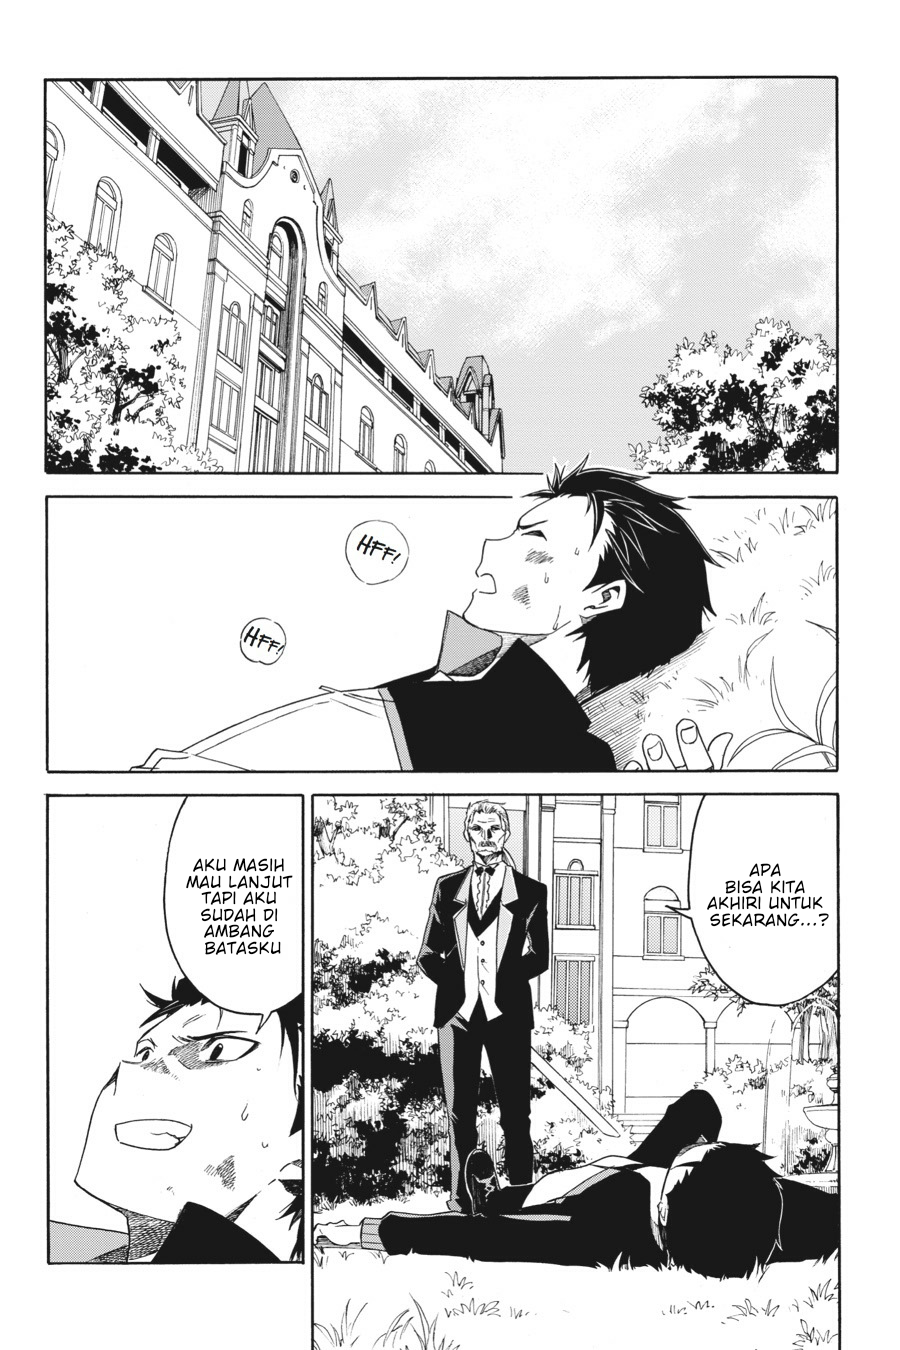 HFF!
HFF!
APA
BISA KITA
AKHIRI UNTUK
SEKARANG...?
AKU MASIH
MAU LANJUT
TAPI AKU
SUDAH DI
AMBANG
BATASKU